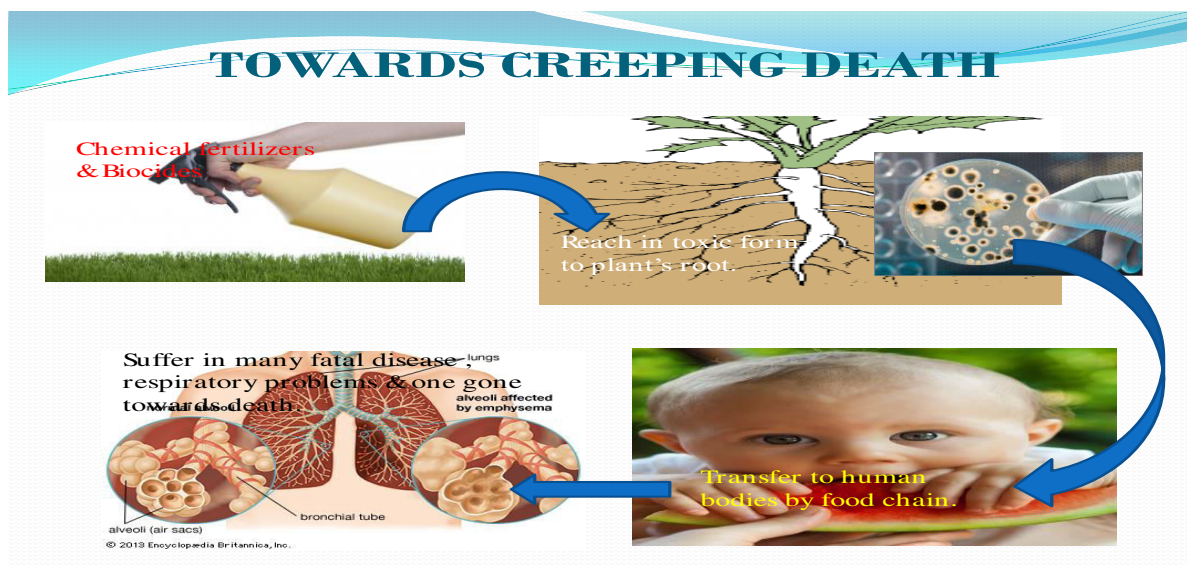 TOWARDS CREEPING DEATH
Chemical fertilizers
& Biocides
Reach in toxic form
to plant's root.
Transfer to human
bodies by food chain.
Suffer in many fatal disease ,
respiratory problems & one gone
towards death.
lungs
normal alveoli
alveoli affected
by emphysema
bronchial tube
alveoli (air sacs)
© 2013 Encyclopædia Britannica, Inc.